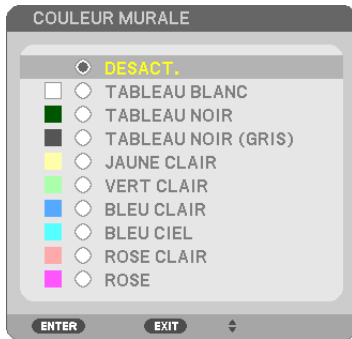 COULEUR MURALE
DESACT.
TABLEAU BLANC
TABLEAU NOIR
TABLEAU NOIR (GRIS)
JAUNE CLAIR
VERT CLAIR
BLEU CLAIR
BLEU CIEL
ROSE CLAIR
ROSE
ENTER EXIT